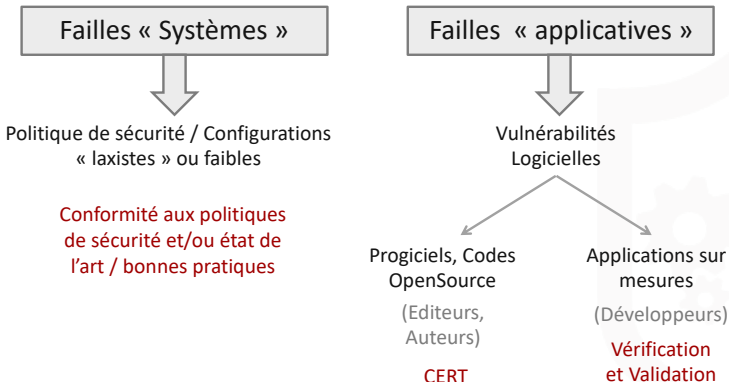 Failles « Systèmes »
Politique de sécurité / Configurations
« laxistes » ou faibles
Conformité aux politiques
de sécurité et/ou état de
l’art / bonnes pratiques
Failles « applicatives »
Vulnérabilités
Logicielles
Progiciels, Codes
OpenSource
(Editeurs,
Auteurs)
CERT
Applications sur
mesures
(Développeurs)
Vérification
et Validation